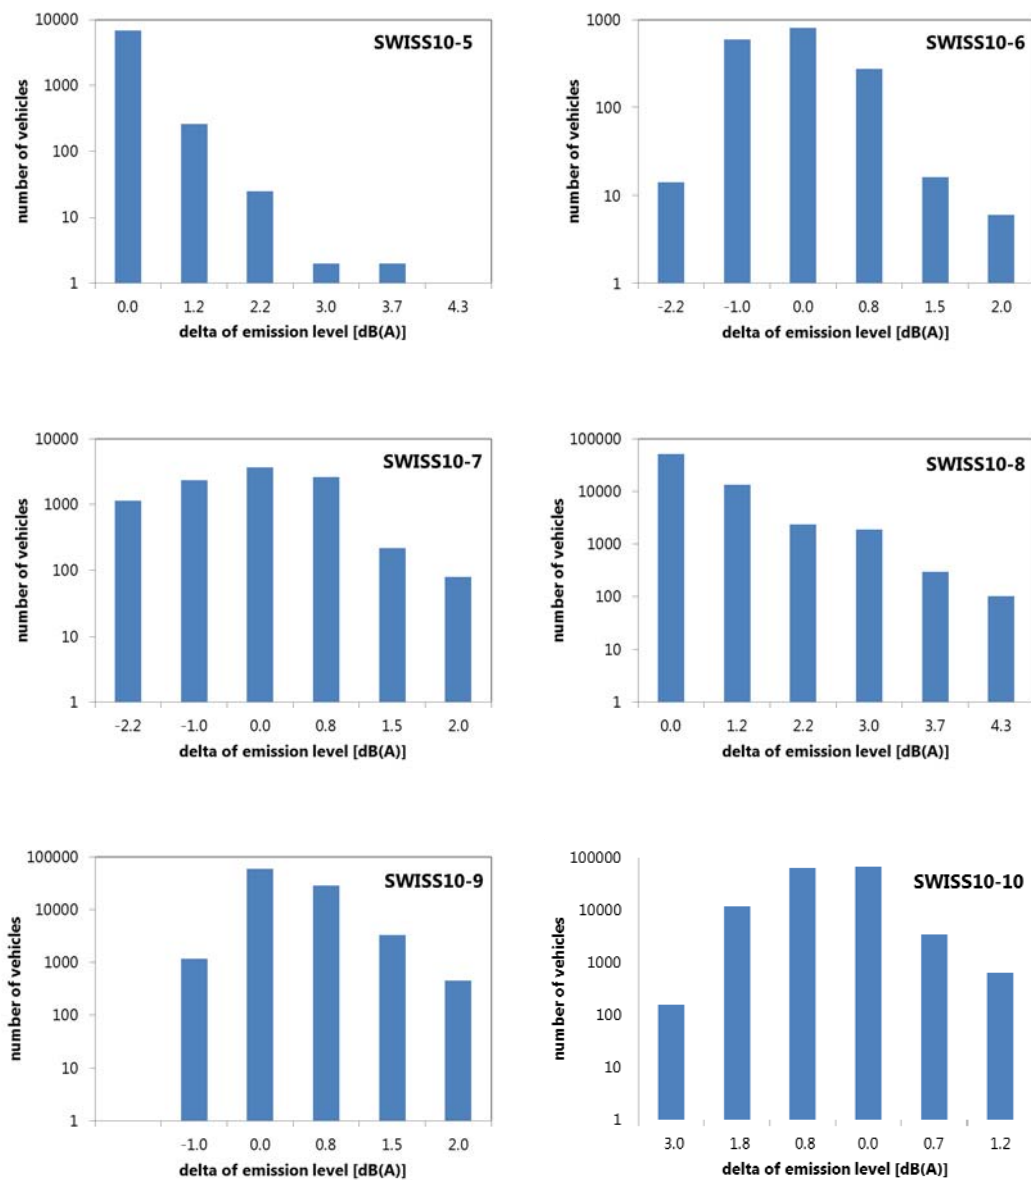 SWISS10-5
10000
1000
100
10
1
number of vehicles
0.0 1.2 2.2 3.0 3.7 4.3
delta of emission level [dB(A)]
SWISS10-6
1000
100
10
1
number of vehicles
-2.2 -1.0 0.0 0.8 1.5 2.0
delta of emission level [dB(A)]
SWISS10-7
10000
1000
100
10
1
number of vehicles
-2.2 -1.0 0.0 0.8 1.5 2.0
delta of emission level [dB(A)]
SWISS10-8
100000
10000
1000
100
10
1
number of vehicles
0.0 1.2 2.2 3.0 3.7 4.3
delta of emission level [dB(A)]
SWISS10-9
100000
10000
1000
100
10
1
number of vehicles
-1.0 0.0 0.8 1.5 2.0
delta of emission level [dB(A)]
SWISS10-10
100000
10000
1000
100
10
1
number of vehicles
3.0 1.8 0.8 0.0 0.7 1.2
delta of emission level [dB(A)]